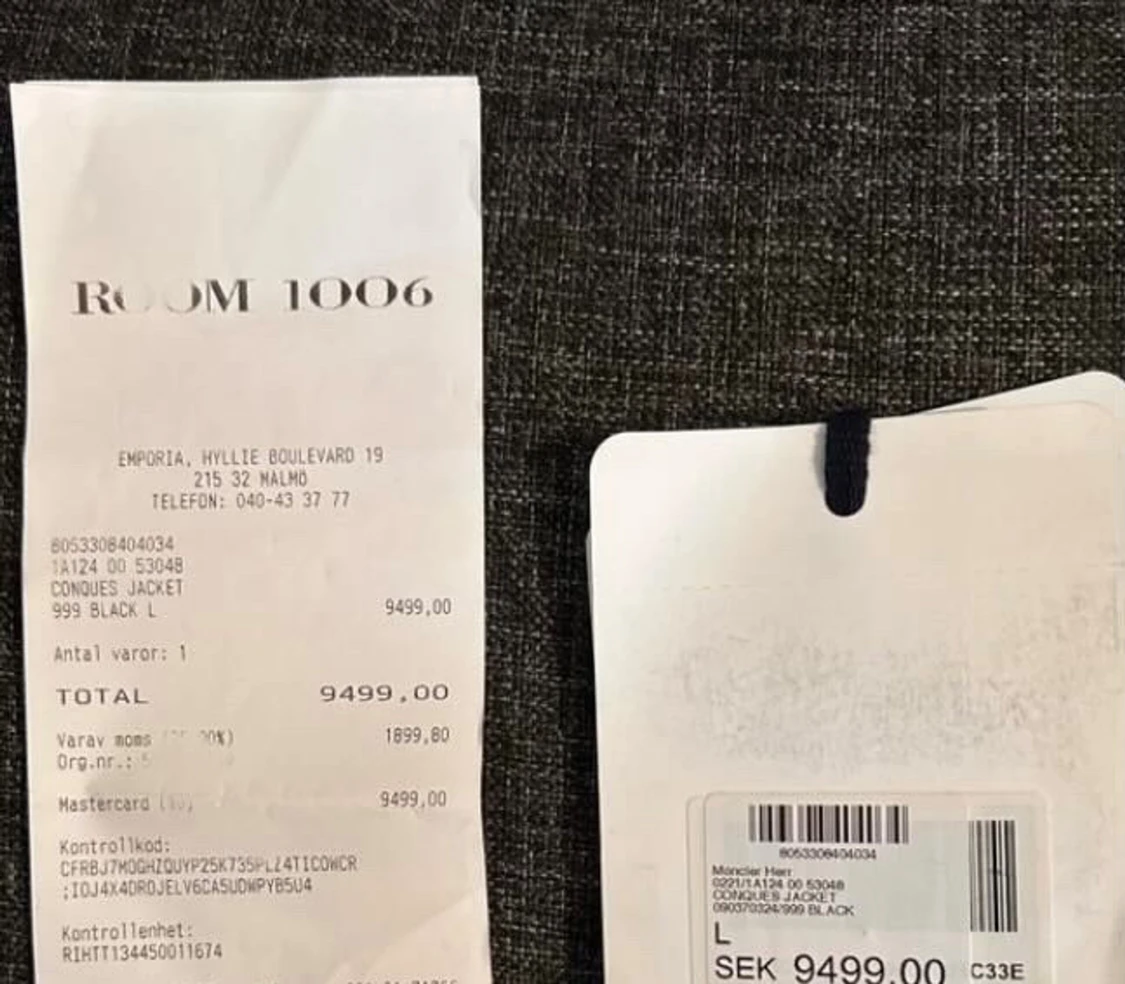 ROOM 1006
EMPORIA, HYLLIE BOULEVARD 19
215 32 MALMÖ
TELEFON: 040-43 37 77
8053308404034
1A124 00 53048
CONQUES JACKET
999 BLACK L 9499,00
Antal varor: 1
TOTAL 9499,00
Varav moms 1899,80
Org.nr.:
Mastercard 9499,00
Kontrollkod:
Kontrollenhet:
RIHTT134450011674
8053308404034
Moncler Herr
0221/1A124 00 53048
CONQUES JACKET
090370324/999 BLACK
L
SEK 9499.00 C33E